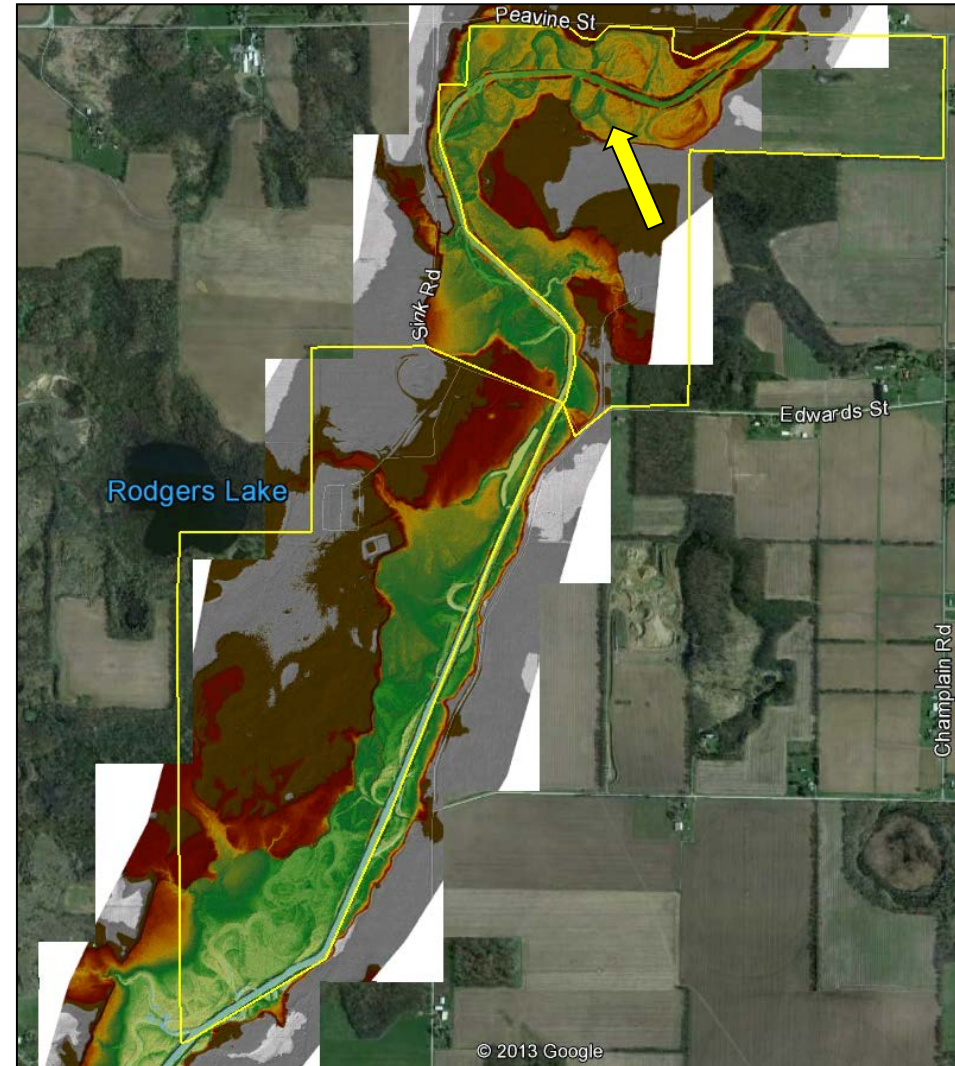 Peavine St
Sink Rd
Edwards St
Rodgers Lake
Champlain Rd
© 2013 Google